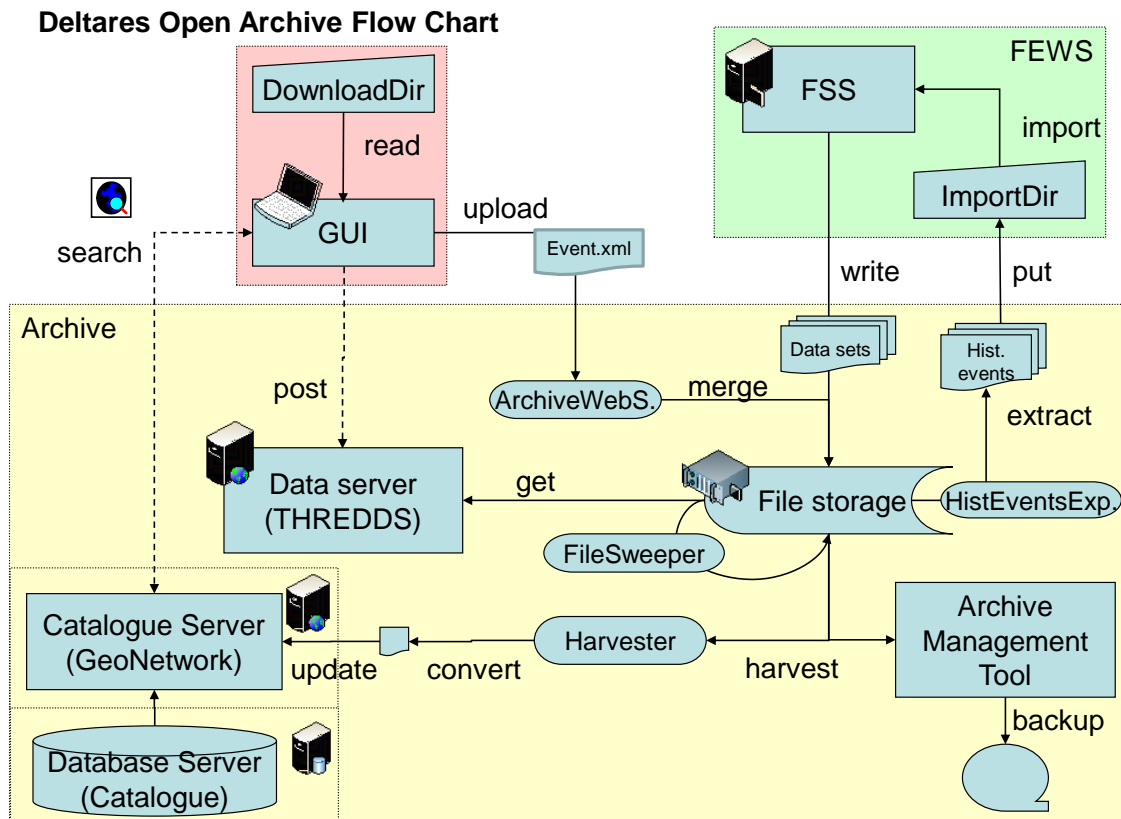 Deltares Open Archive Flow Chart
DownloadDir
read
GUI
upload
Event.xml
search
FEWS
FSS
import
ImportDir
write
put
Archive
Data sets
Hist.
events
post
ArchiveWebS.
merge
extract
Data server
(THREDDS)
get
File storage
HistEventsExp.
FileSweeper
Catalogue Server
(GeoNetwork)
update
convert
Harvester
harvest
Archive
Management
Tool
backup
Database Server
(Catalogue)